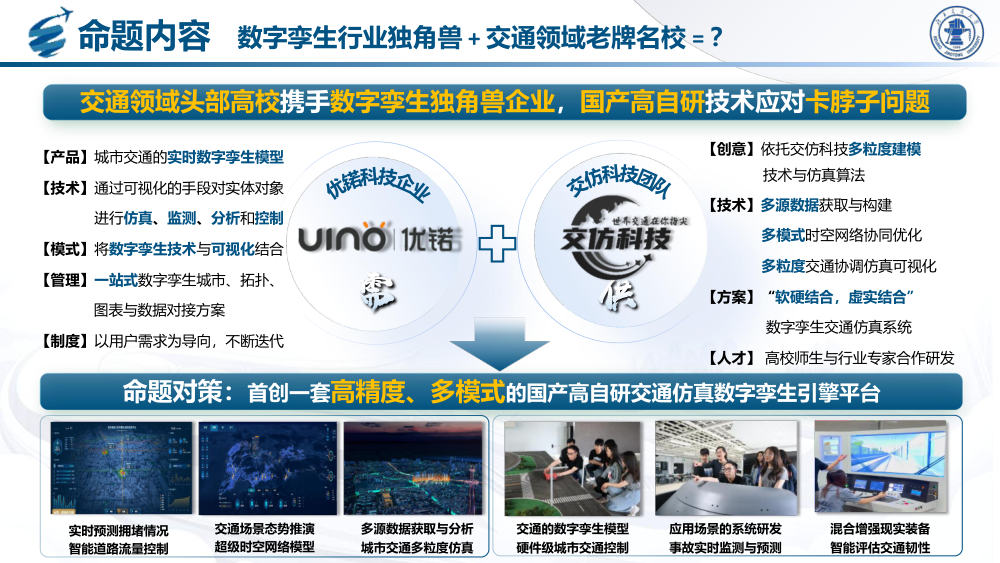 命题内容
数字孪生行业独角兽 + 交通领域老牌名校 = ?
交通领域头部高校携手数字孪生独角兽企业，国产高自研技术应对卡脖子问题
【产品】城市交通的实时数字孪生模型
【技术】通过可视化的手段对实体对象
进行仿真、监测、分析和控制
【模式】将数字孪生技术与可视化结合
【管理】一站式数字孪生城市、拓扑、
图表与数据对接方案
【制度】以用户需求为导向，不断迭代
优锘科技企业
UINO 优锘
需
交仿科技团队
世界交通在你指尖
交仿科技
供
【创意】依托交仿科技多粒度建模
技术与仿真算法
【技术】多源数据获取与构建
多模式时空网络协同优化
多粒度交通协调仿真可视化
【方案】“软硬结合，虚实结合”
数字孪生交通仿真系统
【人才】高校师生与行业专家合作研发
命题对策：首创一套高精度、多模式的国产高自研交通仿真数字孪生引擎平台
实时预测拥堵情况
智能道路流量控制
交通场景态势推演
超级时空网络模型
多源数据获取与分析
城市交通多粒度仿真
交通的数字孪生模型
硬件级城市交通控制
应用场景的系统研发
事故实时监测与预测
混合增强现实装备
智能评估交通韧性